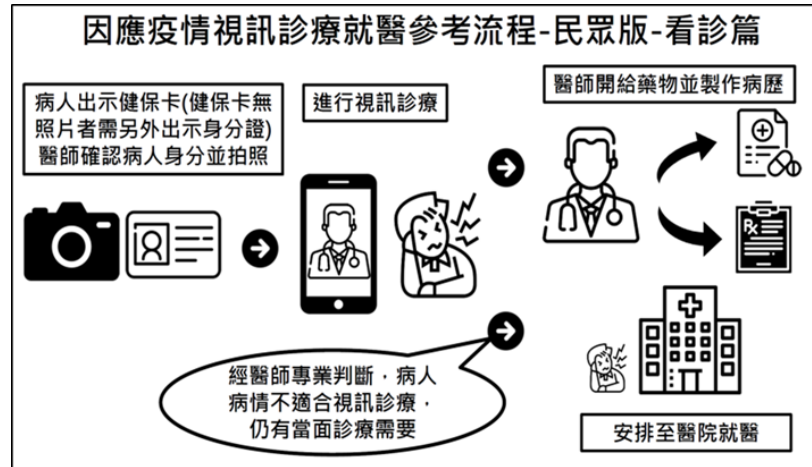 因應疫情視訊診療就醫參考流程-民眾版-看診篇
病人出示健保卡(健保卡無
照片者需另外出示身分證)
醫師確認病人身分並拍照
進行視訊診療
醫師開給藥物並製作病歷
Rx
經醫師專業判斷，病人
病情不適合視訊診療，
仍有當面診療需要
安排至醫院就醫